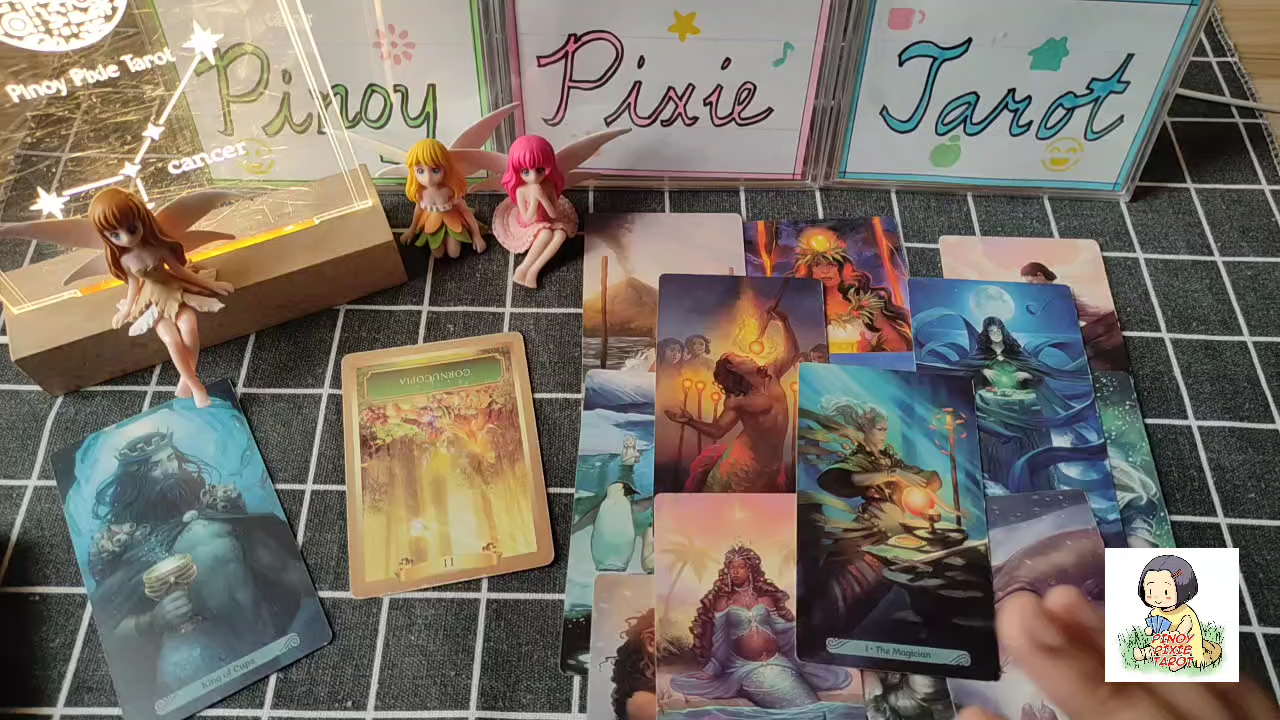 Pinoy Pixie Tarot
cancer
Pinoy
Pixie
Tarot
CORNUCOPIA
11
King of Cups
I • The Magician
PINOY
PIXIE
TAROT